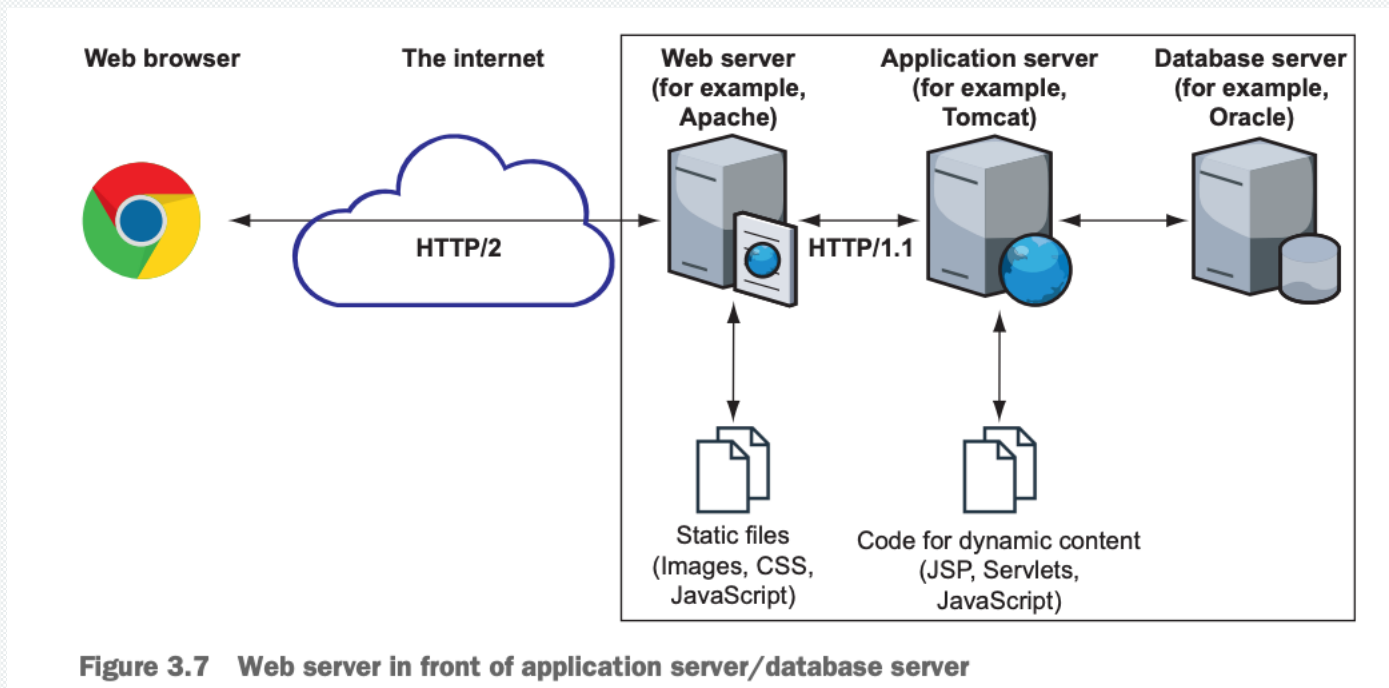 Web browser
The internet
Web server
(for example,
Apache)
Application server
(for example,
Tomcat)
Database server
(for example,
Oracle)
HTTP/2
HTTP/1.1
Static files
(Images, CSS,
JavaScript)
Code for dynamic content
(JSP, Servlets,
JavaScript)
Figure 3.7 Web server in front of application server/database server